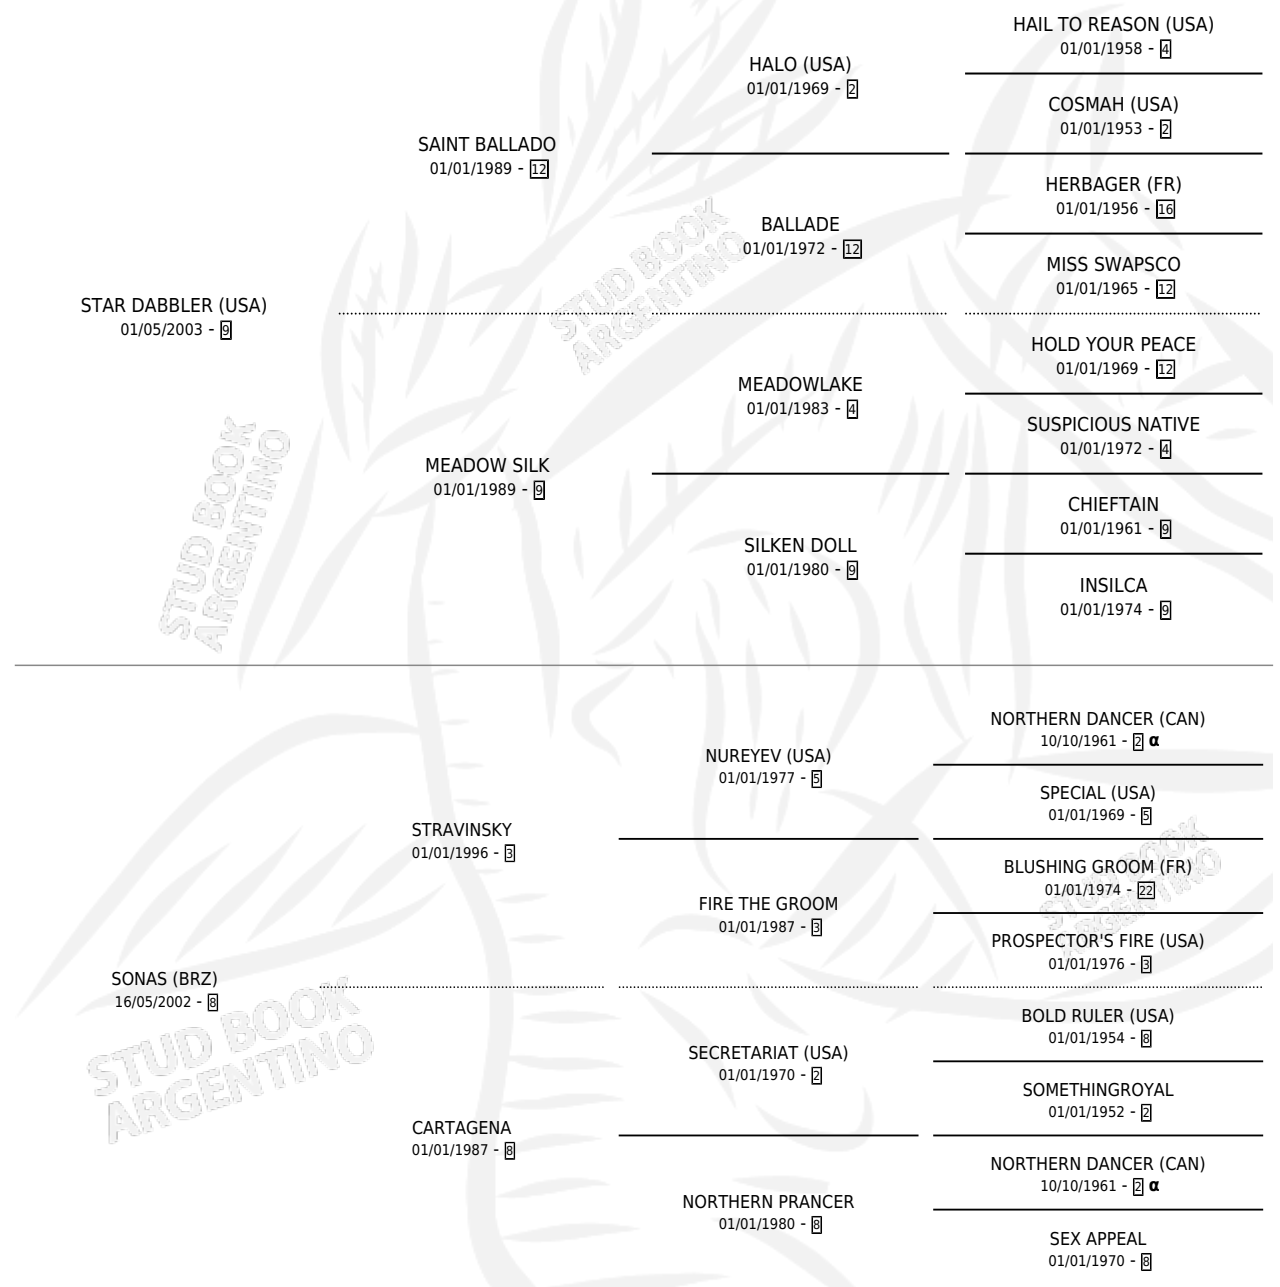 HAIL TO REASON (USA)
01/01/1958 - 4
HALO (USA)
01/01/1969 - 2
COSMAH (USA)
01/01/1953 - 2
SAINT BALLADO
01/01/1989 - 12
HERBAGER (FR)
01/01/1956 - 16
BALLADE
01/01/1972 - 12
MISS SWAPSCO
01/01/1965 - 12
STAR DABBLER (USA)
01/05/2003 - 9
HOLD YOUR PEACE
01/01/1969 - 12
MEADOWLAKE
01/01/1983 - 4
SUSPICIOUS NATIVE
01/01/1972 - 4
MEADOW SILK
01/01/1989 - 9
CHIEFTAIN
01/01/1961 - 9
SILKEN DOLL
01/01/1980 - 9
INSILCA
01/01/1974 - 9
STUD BOOK
ARGENTINO
STUD BOOK
ARGENTINO
NORTHERN DANCER (CAN)
10/10/1961 - 2 α
NUREYEV (USA)
01/01/1977 - 5
SPECIAL (USA)
01/01/1969 - 5
STRAVINSKY
01/01/1996 - 3
BLUSHING GROOM (FR)
01/01/1974 - 22
FIRE THE GROOM
01/01/1987 - 3
PROSPECTOR'S FIRE (USA)
01/01/1976 - 3
SONAS (BRZ)
16/05/2002 - 8
BOLD RULER (USA)
01/01/1954 - 8
SECRETARIAT (USA)
01/01/1970 - 2
SOMETHINGROYAL
01/01/1952 - 2
CARTAGENA
01/01/1987 - 8
NORTHERN DANCER (CAN)
10/10/1961 - 2 α
NORTHERN PRANCER
01/01/1980 - 8
SEX APPEAL
01/01/1970 - 8
STUD BOOK
ARGENTINO
STUD BOOK
ARGENTINO